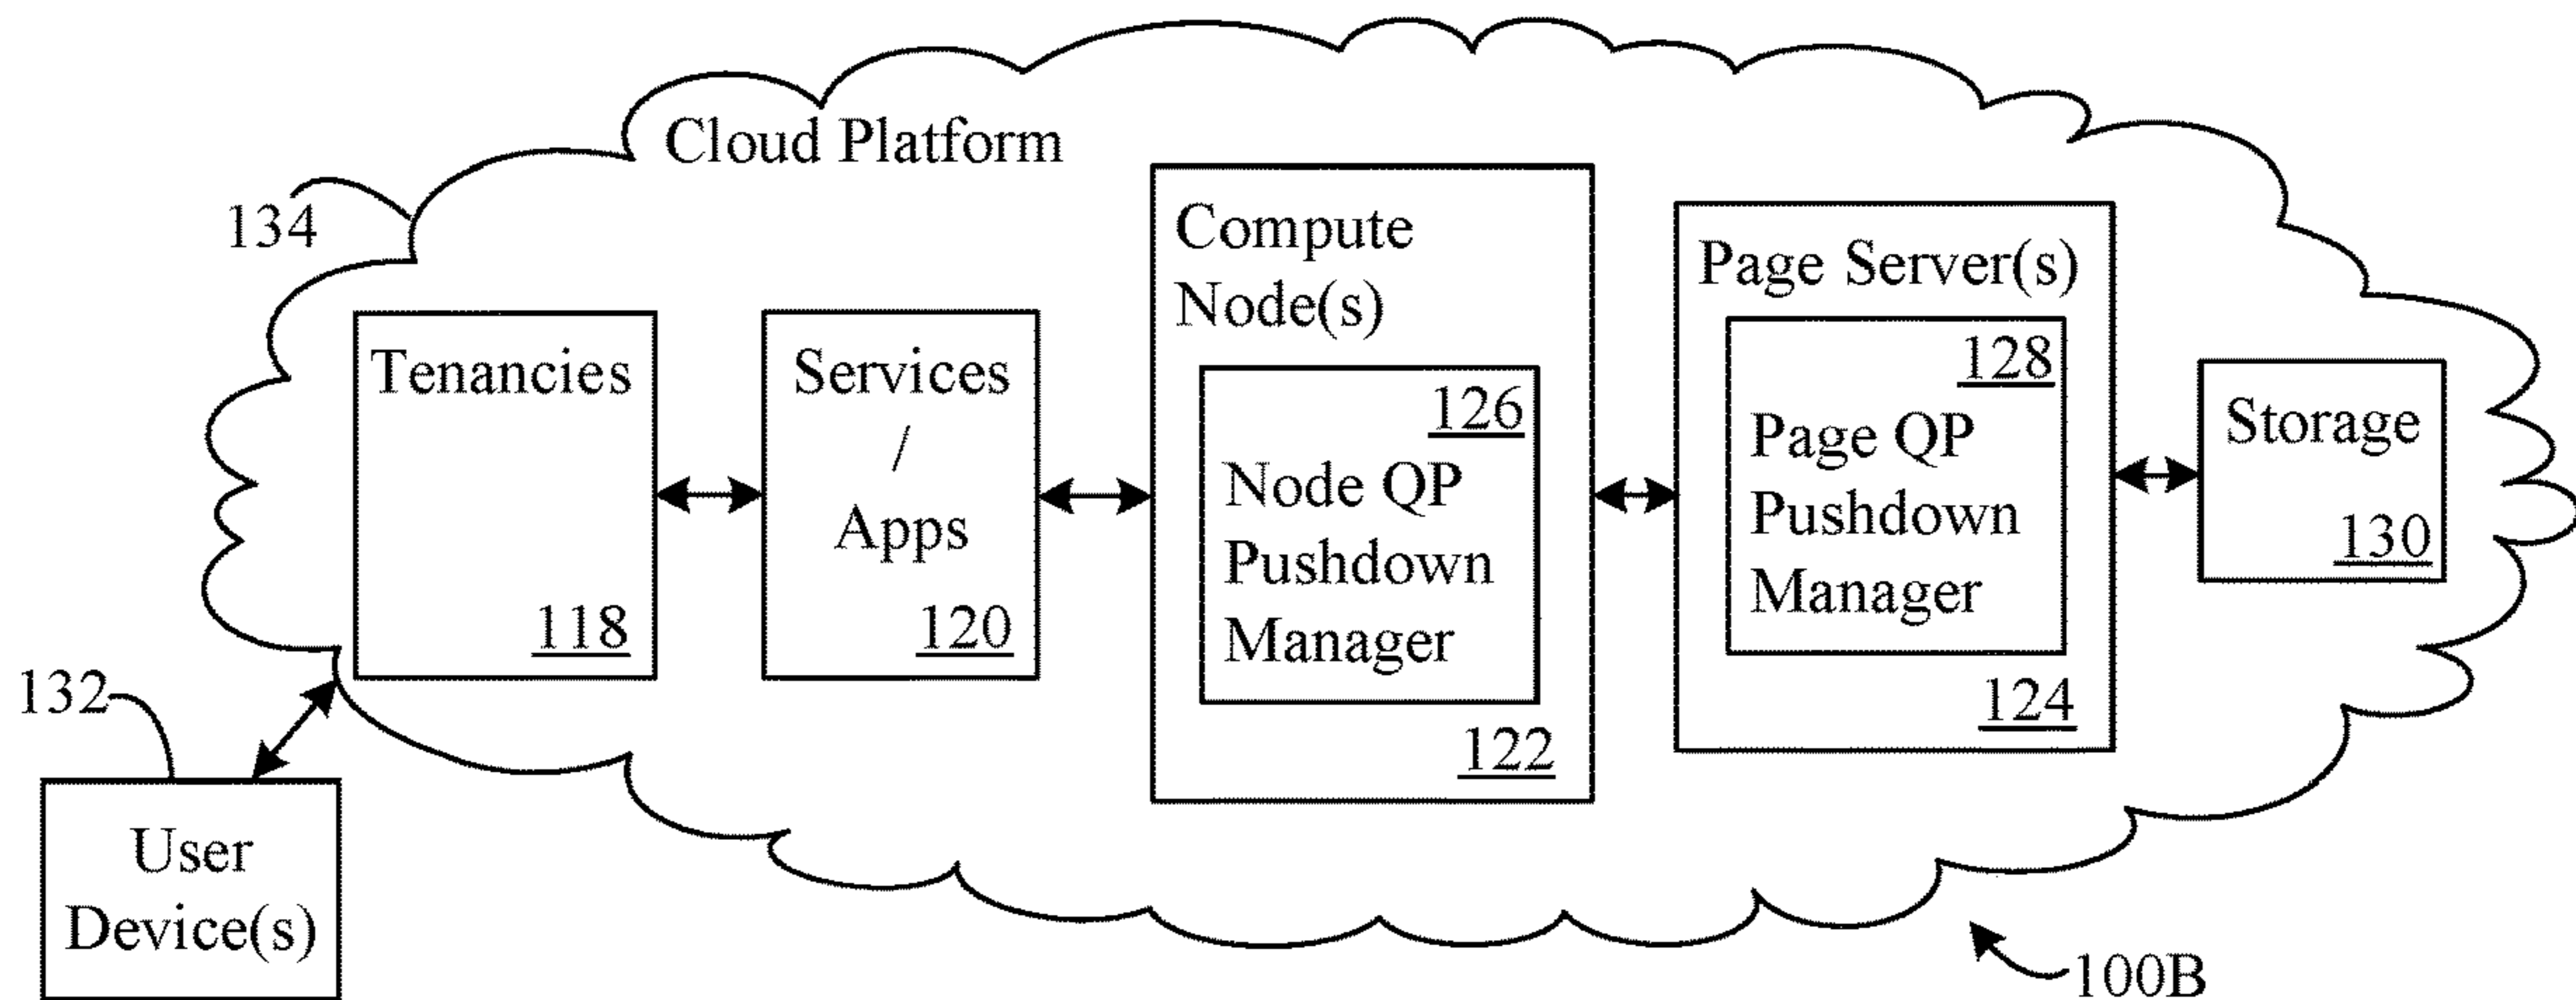 Cloud Platform
134
Tenancies
118
Services
/
Apps
120
Compute
Node(s)
126
Node QP
Pushdown
Manager
122
Page Server(s)
128
Page QP
Pushdown
Manager
124
Storage
130
132
User
Device(s)
100B